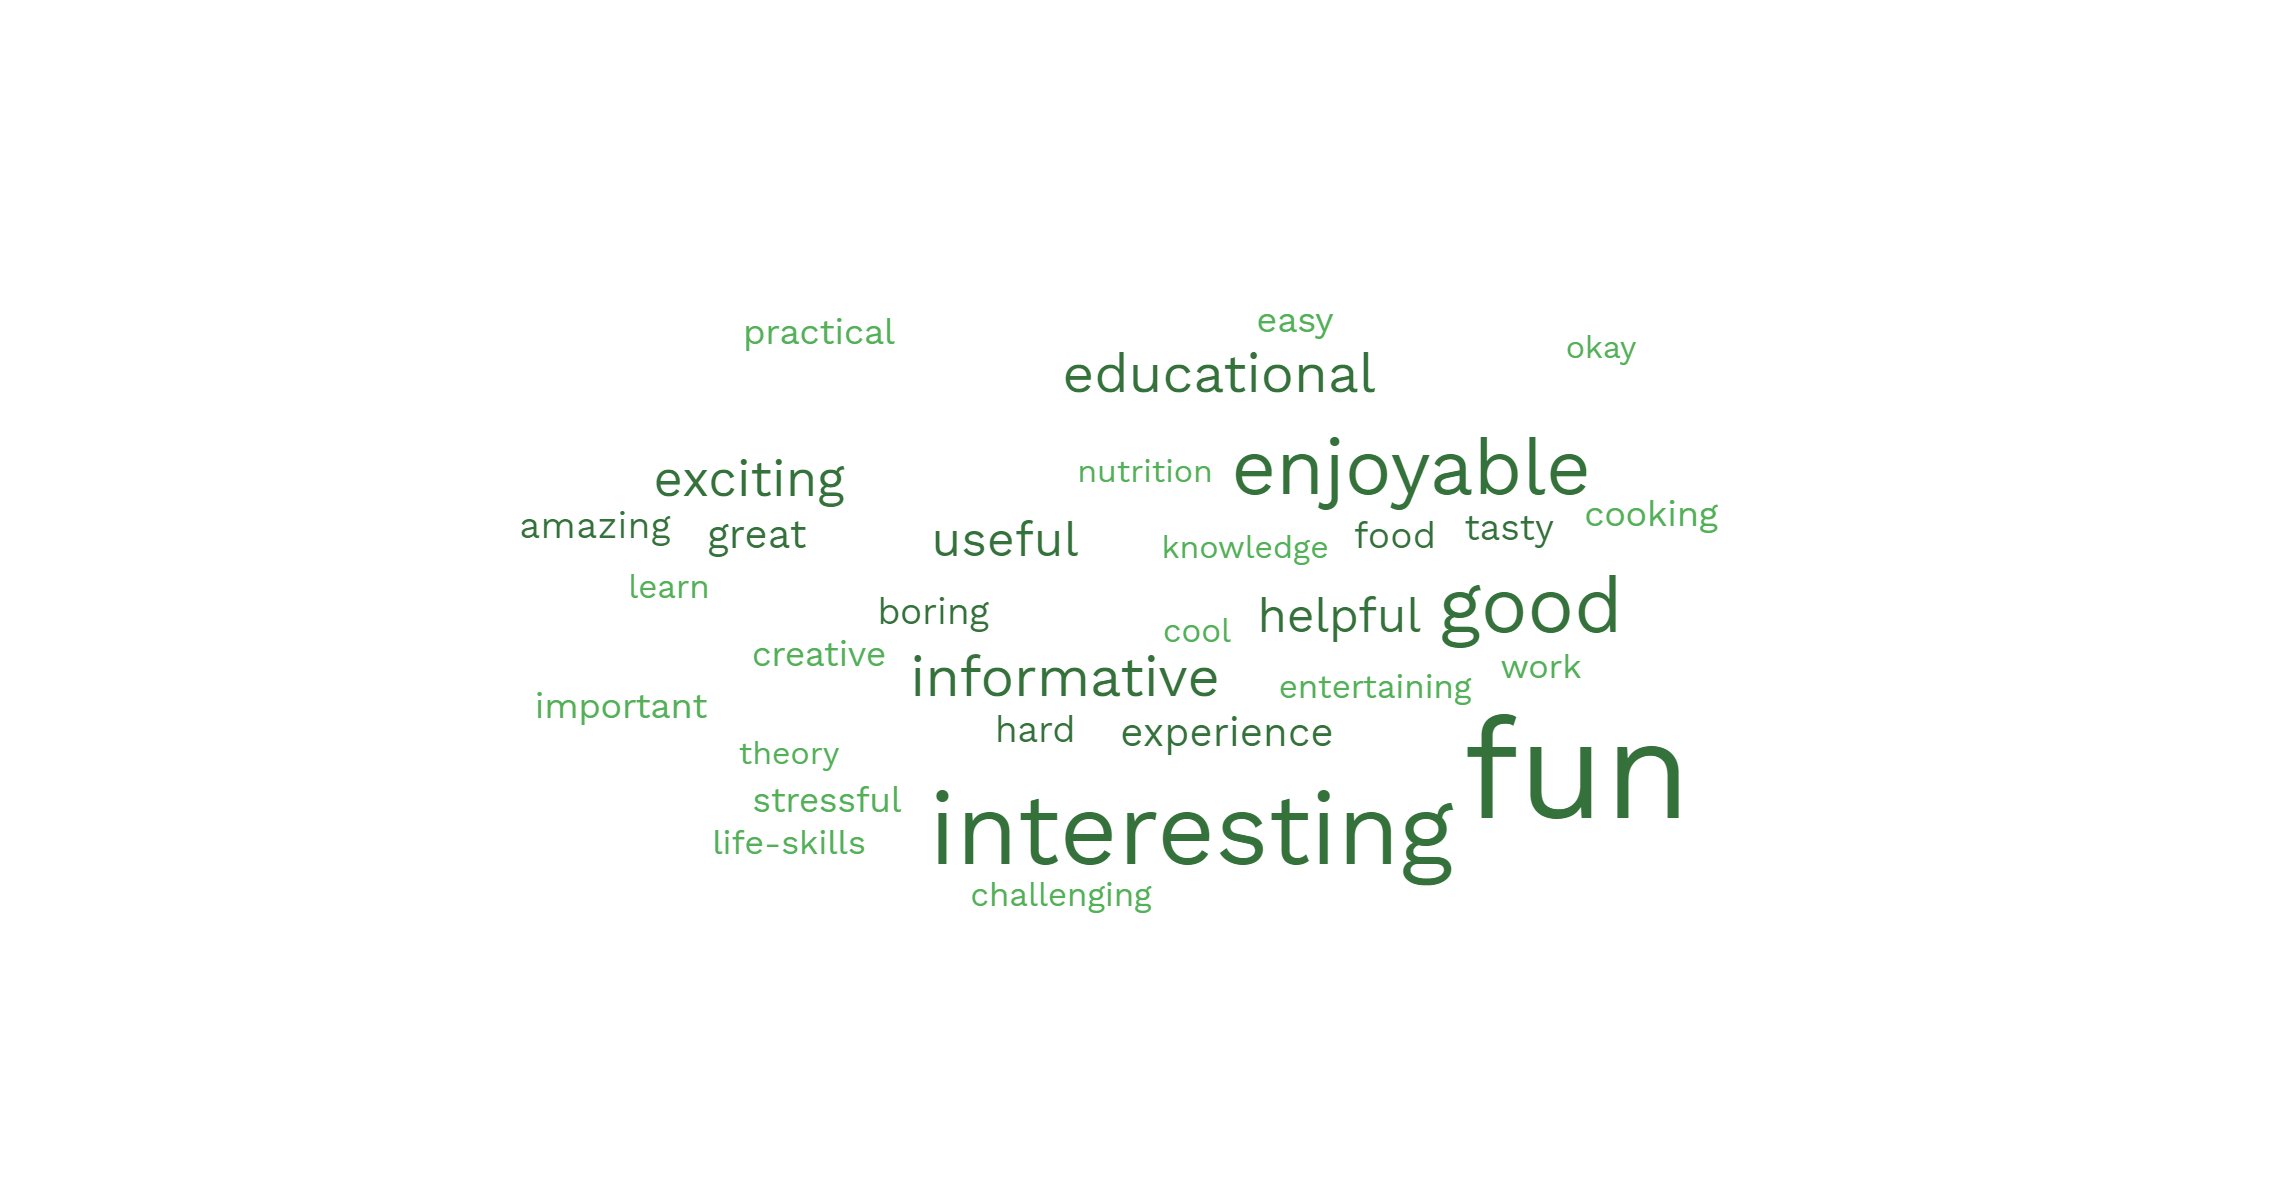 practical
easy
okay
educational
enjoyable
exciting
nutrition
cooking
amazing
great
useful
knowledge
food
tasty
learn
boring
cool
helpful
good
creative
informative
entertaining
work
important
hard
experience
fun
theory
stressful
interesting
life-skills
challenging